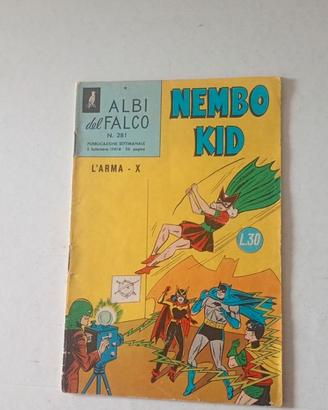 ALBI
del FALCO
N. 281
PUBBLICAZIONE SETTIMANALE
NEMBO
KID
L'ARMA - X
L.30